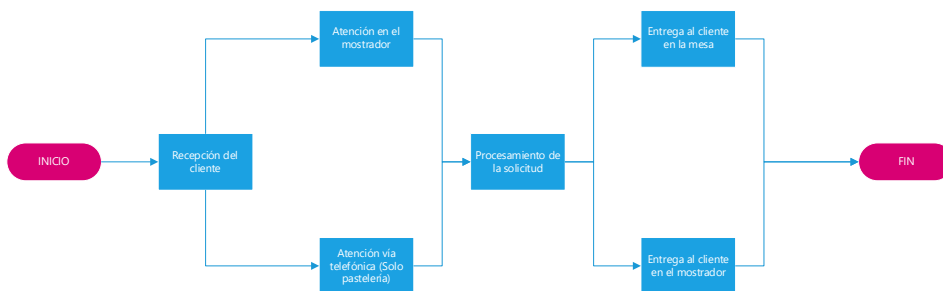 INICIO
Recepción del
cliente
Atención en el
mostrador
Atención vía
telefónica (Solo
pastelería)
Procesamiento de
la solicitud
Entrega al cliente
en la mesa
Entrega al cliente
en el mostrador
FIN